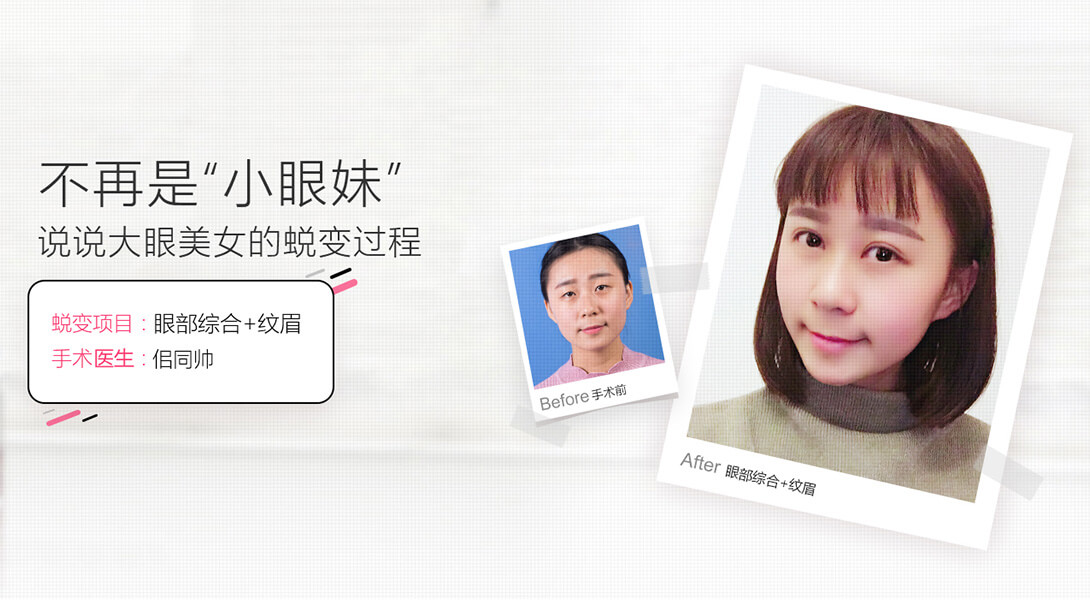 不再是“小眼妹”
说说大眼美女的蜕变过程
蜕变项目：眼部综合+纹眉
手术医生：侣同帅
Before 手术前
After 眼部综合+纹眉